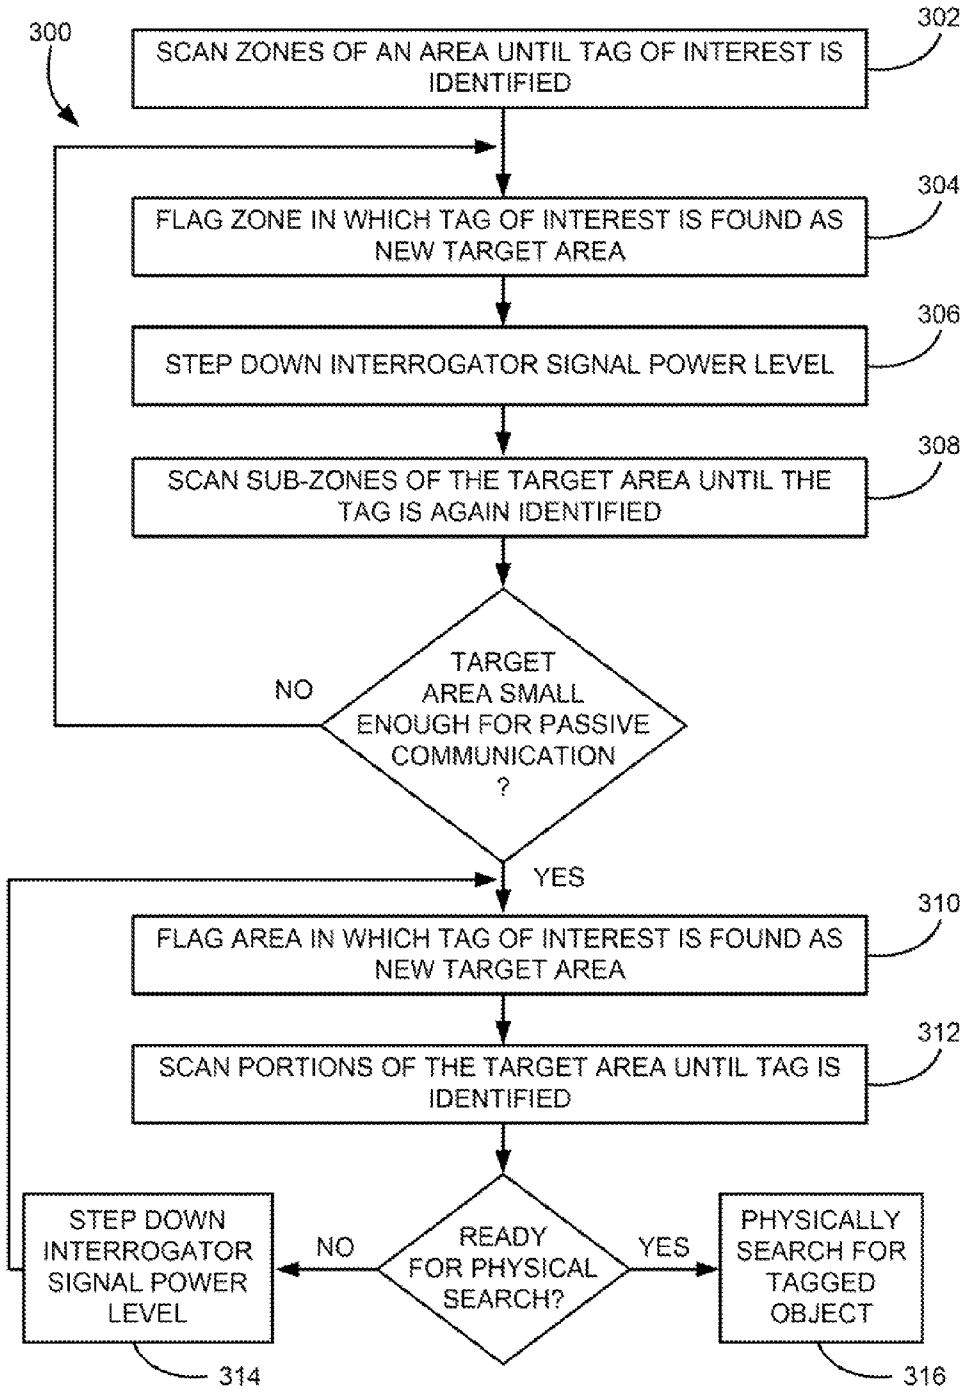 300
302
SCAN ZONES OF AN AREA UNTIL TAG OF INTEREST IS
IDENTIFIED
304
FLAG ZONE IN WHICH TAG OF INTEREST IS FOUND AS
NEW TARGET AREA
306
STEP DOWN INTERROGATOR SIGNAL POWER LEVEL
308
SCAN SUB-ZONES OF THE TARGET AREA UNTIL THE
TAG IS AGAIN IDENTIFIED
TARGET
AREA SMALL
ENOUGH FOR PASSIVE
COMMUNICATION
?
NO
YES
310
FLAG AREA IN WHICH TAG OF INTEREST IS FOUND AS
NEW TARGET AREA
312
SCAN PORTIONS OF THE TARGET AREA UNTIL TAG IS
IDENTIFIED
READY
FOR PHYSICAL
SEARCH?
NO
YES
STEP DOWN
INTERROGATOR
SIGNAL POWER
LEVEL
314
PHYSICALLY
SEARCH FOR
TAGGED
OBJECT
316